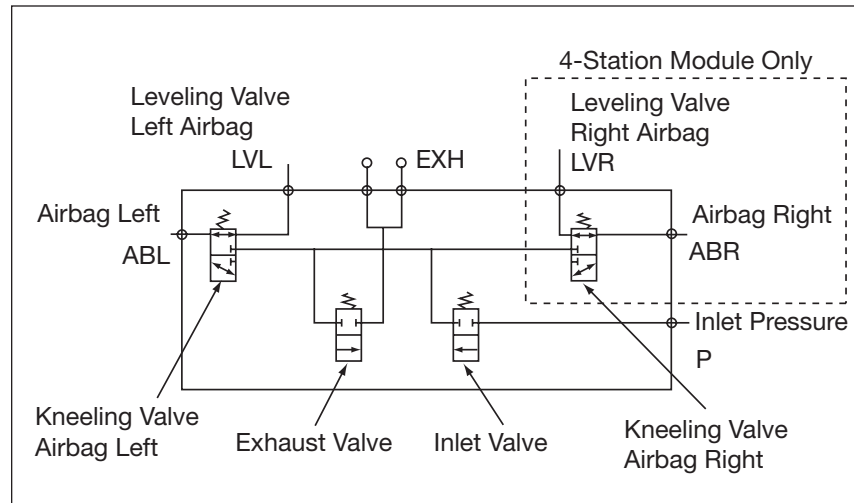 4-Station Module Only
Leveling Valve
Left Airbag
LVL
EXH
Leveling Valve
Right Airbag
LVR
Airbag Left
ABL
Airbag Right
ABR
Inlet Pressure
P
Kneeling Valve
Airbag Left
Exhaust Valve
Inlet Valve
Kneeling Valve
Airbag Right